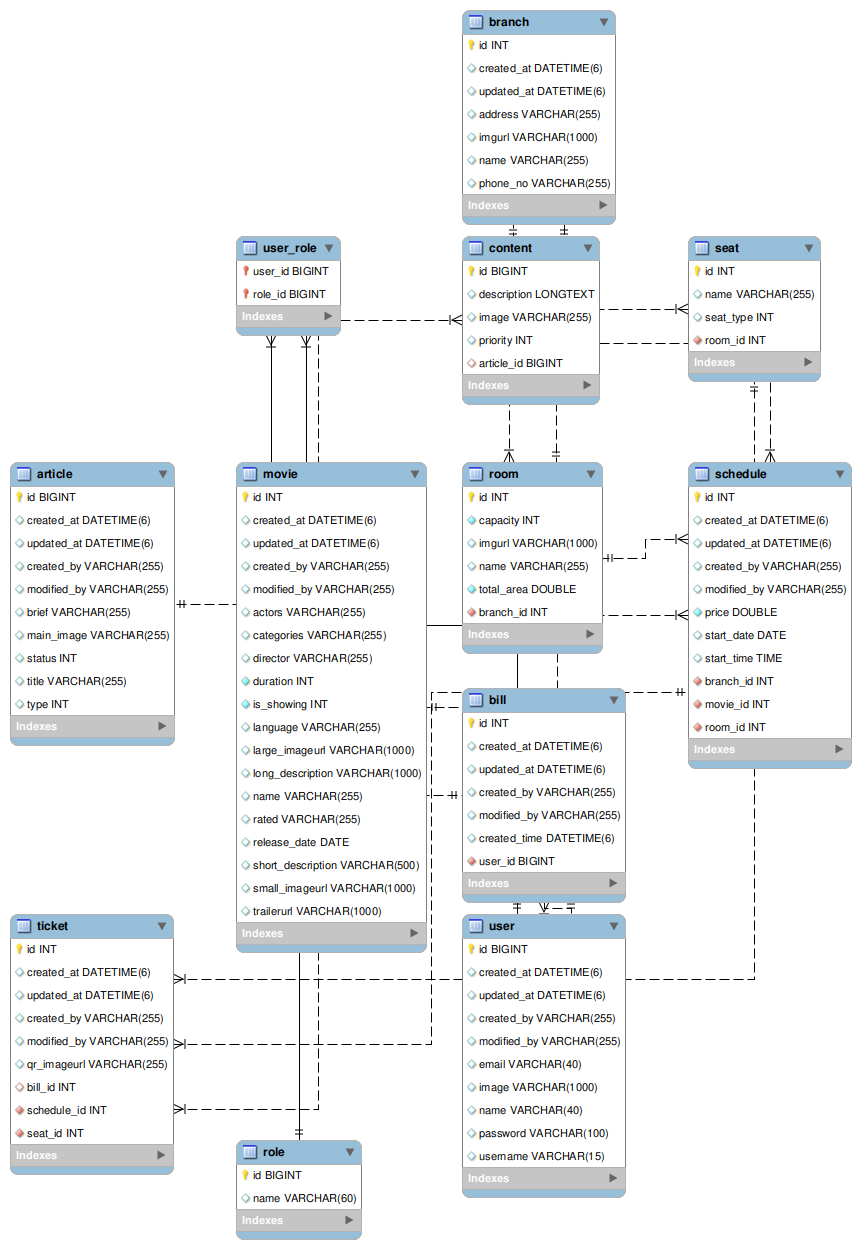 branch
id INT
created_at DATETIME(6)
updated_at DATETIME(6)
address VARCHAR(255)
imgurl VARCHAR(1000)
name VARCHAR(255)
phone_no VARCHAR(255)
Indexes
user_role
user_id BIGINT
role_id BIGINT
Indexes
content
id BIGINT
description LONGTEXT
image VARCHAR(255)
priority INT
article_id BIGINT
Indexes
seat
id INT
name VARCHAR(255)
seat_type INT
room_id INT
Indexes
article
id BIGINT
created_at DATETIME(6)
updated_at DATETIME(6)
created_by VARCHAR(255)
modified_by VARCHAR(255)
brief VARCHAR(255)
main_image VARCHAR(255)
status INT
title VARCHAR(255)
type INT
Indexes
movie
id INT
created_at DATETIME(6)
updated_at DATETIME(6)
created_by VARCHAR(255)
modified_by VARCHAR(255)
actors VARCHAR(255)
categories VARCHAR(255)
director VARCHAR(255)
duration INT
is_showing INT
language VARCHAR(255)
large_imageurl VARCHAR(1000)
long_description VARCHAR(1000)
name VARCHAR(255)
rated VARCHAR(255)
release_date DATE
short_description VARCHAR(500)
small_imageurl VARCHAR(1000)
trailerurl VARCHAR(1000)
Indexes
room
id INT
capacity INT
imgurl VARCHAR(1000)
name VARCHAR(255)
total_area DOUBLE
branch_id INT
Indexes
schedule
id INT
created_at DATETIME(6)
updated_at DATETIME(6)
created_by VARCHAR(255)
modified_by VARCHAR(255)
price DOUBLE
start_date DATE
start_time TIME
branch_id INT
movie_id INT
room_id INT
Indexes
bill
id INT
created_at DATETIME(6)
updated_at DATETIME(6)
created_by VARCHAR(255)
modified_by VARCHAR(255)
created_time DATETIME(6)
user_id BIGINT
Indexes
ticket
id INT
created_at DATETIME(6)
updated_at DATETIME(6)
created_by VARCHAR(255)
modified_by VARCHAR(255)
qr_imageurl VARCHAR(255)
bill_id INT
schedule_id INT
seat_id INT
Indexes
user
id BIGINT
created_at DATETIME(6)
updated_at DATETIME(6)
created_by VARCHAR(255)
modified_by VARCHAR(255)
email VARCHAR(40)
image VARCHAR(1000)
name VARCHAR(40)
password VARCHAR(100)
username VARCHAR(15)
Indexes
role
id BIGINT
name VARCHAR(60)
Indexes